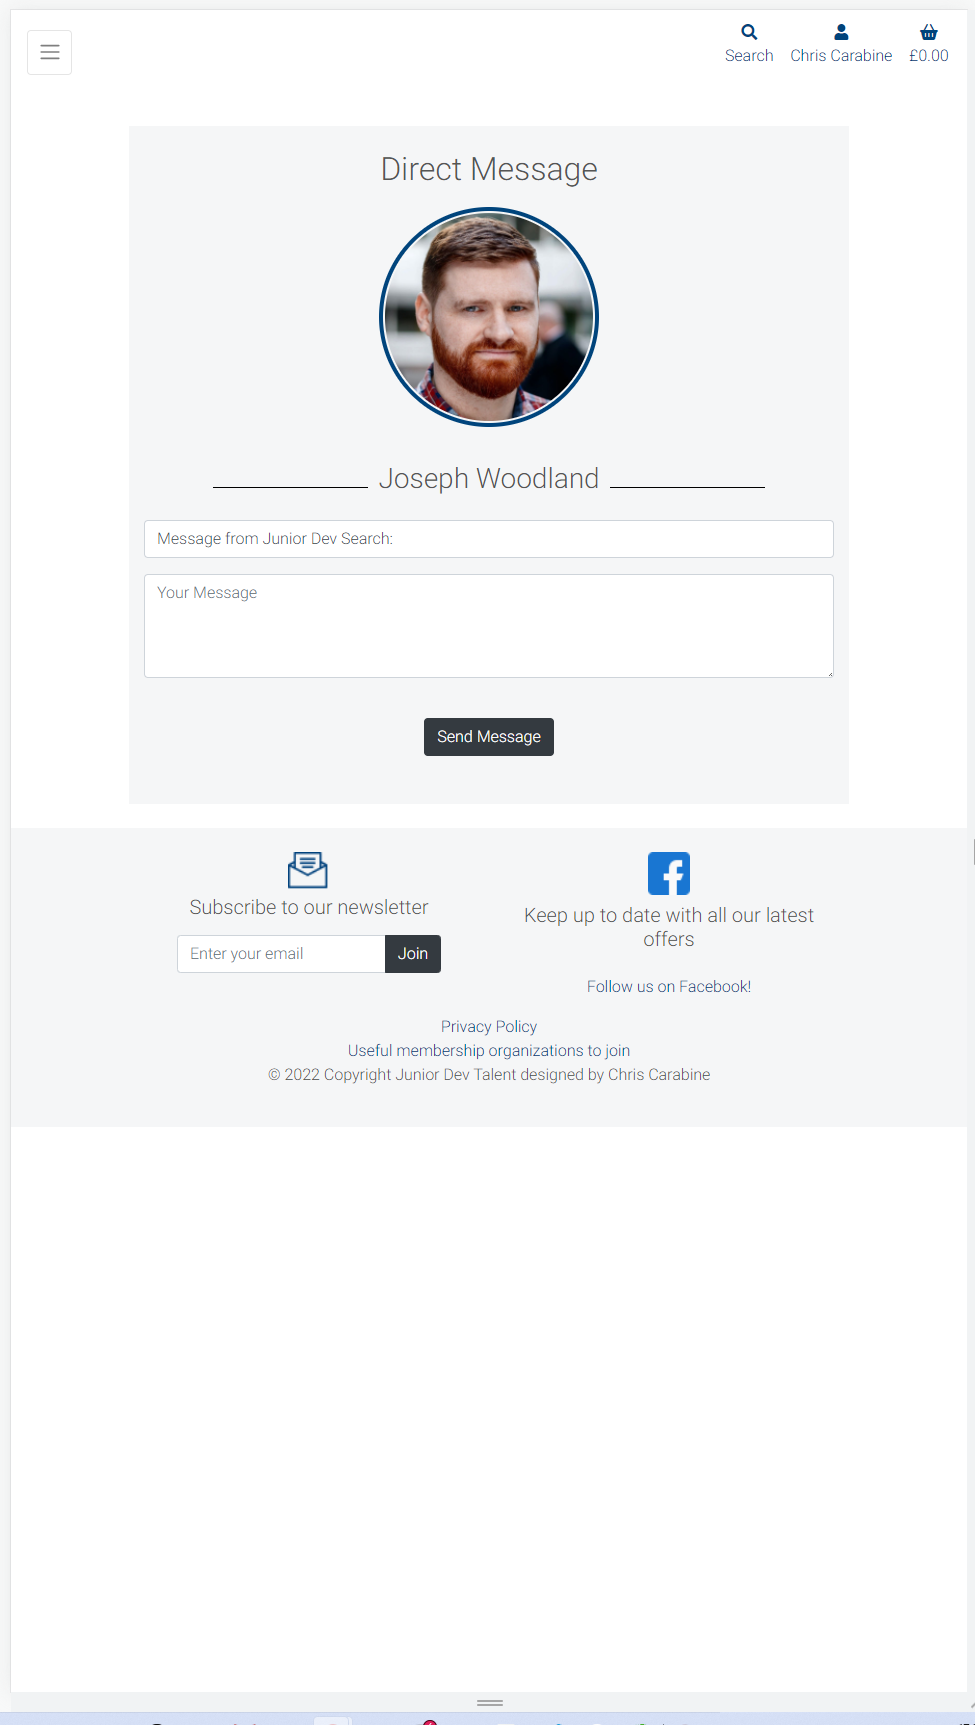 Search
Chris Carabine
£0.00
Direct Message
Joseph Woodland
Message from Junior Dev Search:
Your Message
Send Message
Subscribe to our newsletter
Enter your email
Join
Keep up to date with all our latest
offers
Follow us on Facebook!
Privacy Policy
Useful membership organizations to join
© 2022 Copyright Junior Dev Talent designed by Chris Carabine